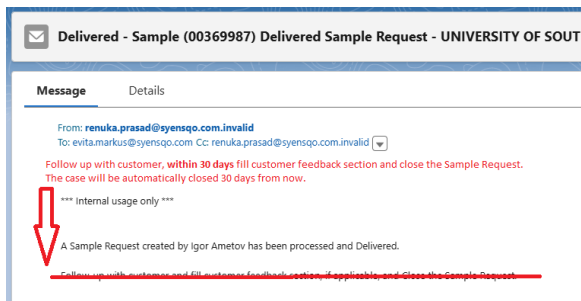 Delivered - Sample (00369987) Delivered Sample Request - UNIVERSITY OF SOUT
Message Details
From: renuka.prasad@syensqo.com.invalid
To: evita.markus@syensqo.com Cc: renuka.prasad@syensqo.com.invalid
Follow up with customer, within 30 days fill customer feedback section and close the Sample Request.
The case will be automatically closed 30 days from now.
*** Internal usage only ***
A Sample Request created by Igor Ametov has been processed and Delivered.
Follow up with customer and fill customer feedback section, if applicable, and Close the Sample Request.